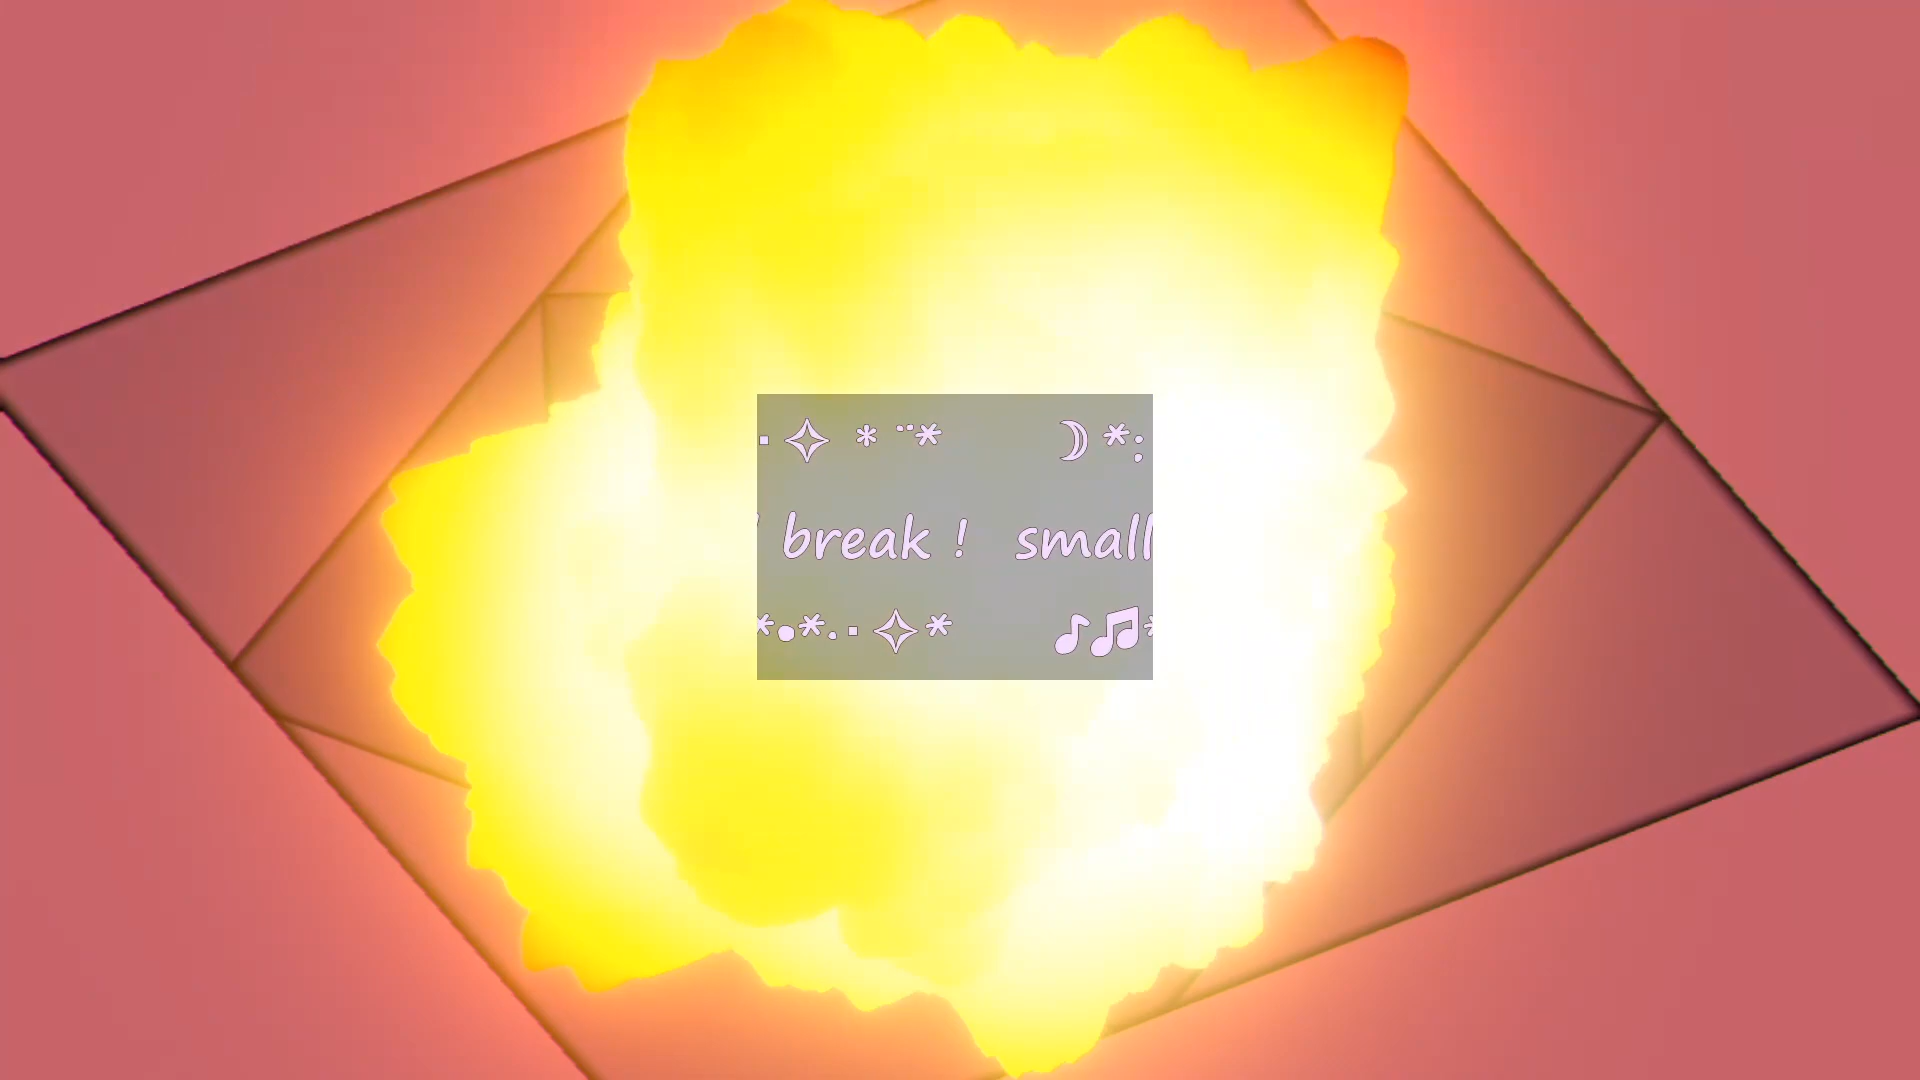 · ✧ * ¨* ☽ *:
break ! small
*•*.· ✧* ♪♫*